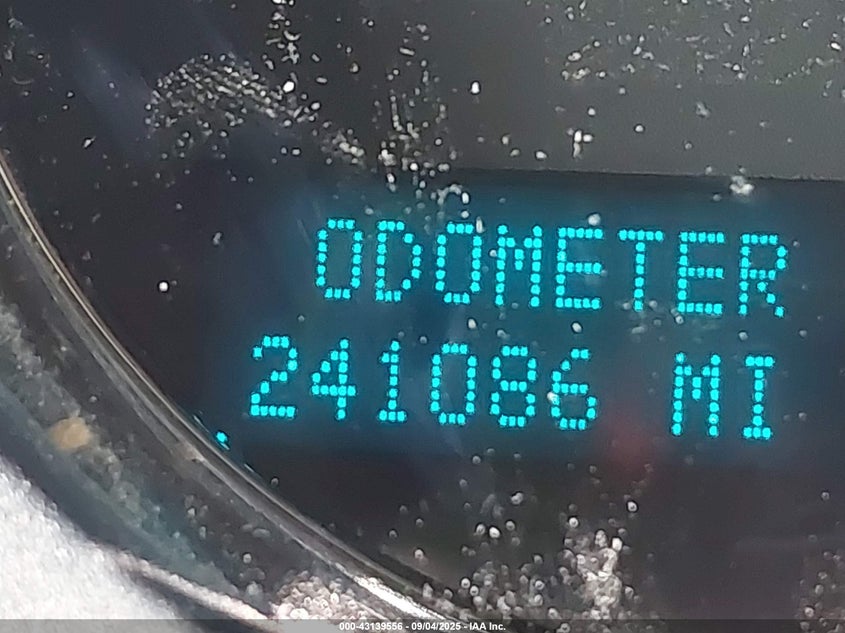 ODOMETER
241086 MI
000-43139556 - 09/04/2025 - IAA Inc.